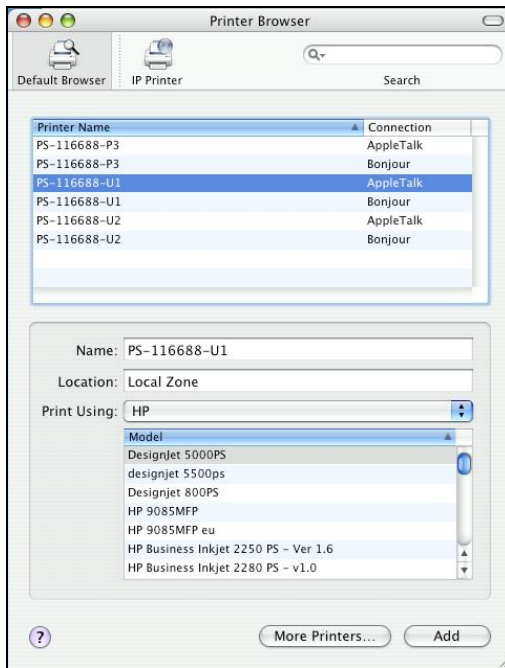 Printer Browser
Default Browser IP Printer Search
Printer Name Connection
PS-116688-P3 AppleTalk
PS-116688-P3 Bonjour
PS-116688-U1 AppleTalk
PS-116688-U1 Bonjour
PS-116688-U2 AppleTalk
PS-116688-U2 Bonjour
Name: PS-116688-U1
Location: Local Zone
Print Using: HP
Model
DesignJet 5000PS
designjet 5500ps
Designjet 800PS
HP 9085MFP
HP 9085MFP eu
HP Business Inkjet 2250 PS - Ver 1.6
HP Business Inkjet 2280 PS - v1.0
? More Printers... Add